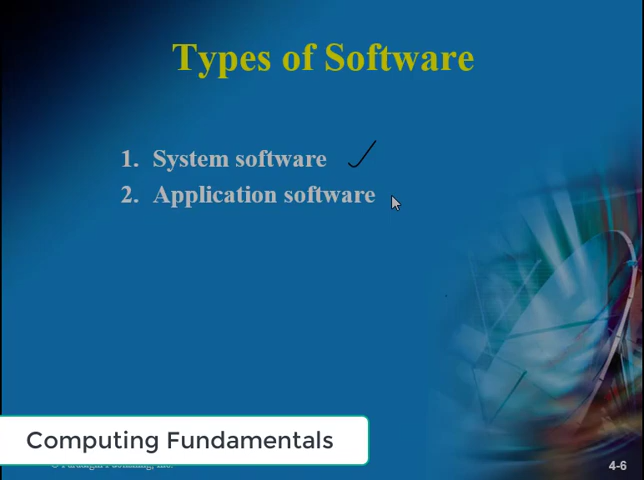 Types of Software
1. System software
2. Application software
Computing Fundamentals
4-6